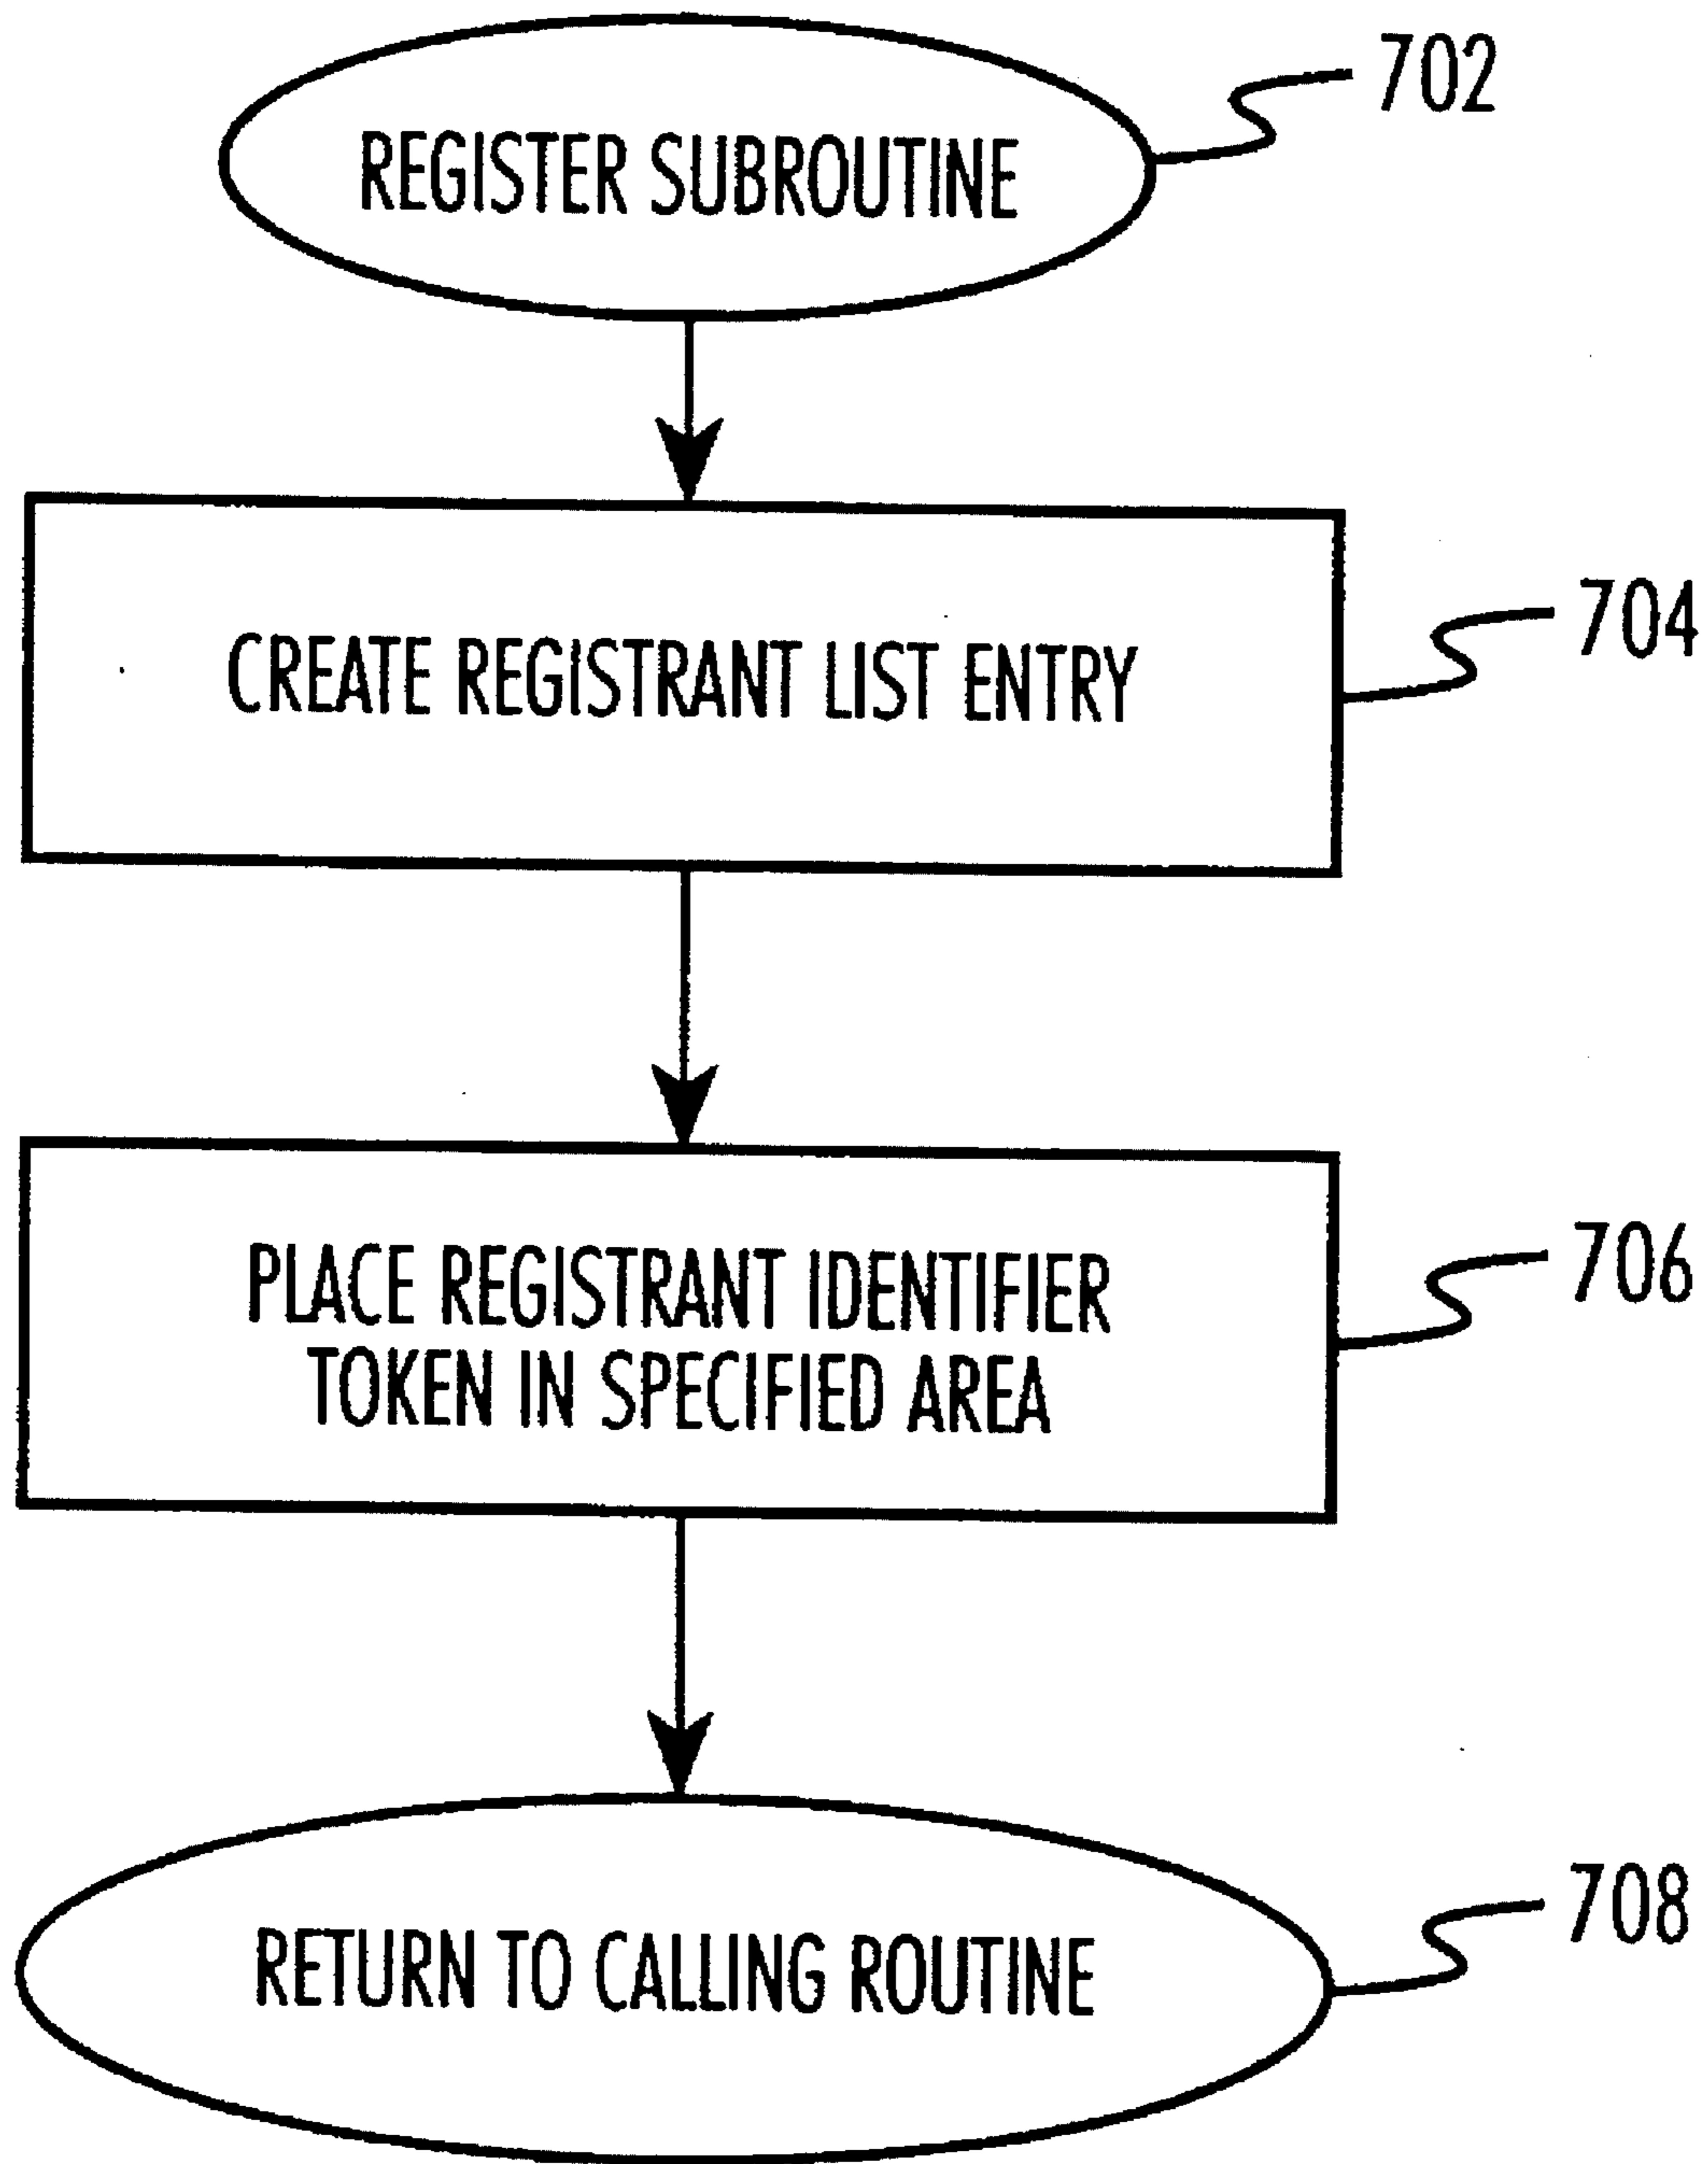 REGISTER SUBROUTINE
702
CREATE REGISTRANT LIST ENTRY
704
PLACE REGISTRANT IDENTIFIER
TOKEN IN SPECIFIED AREA
706
RETURN TO CALLING ROUTINE
708